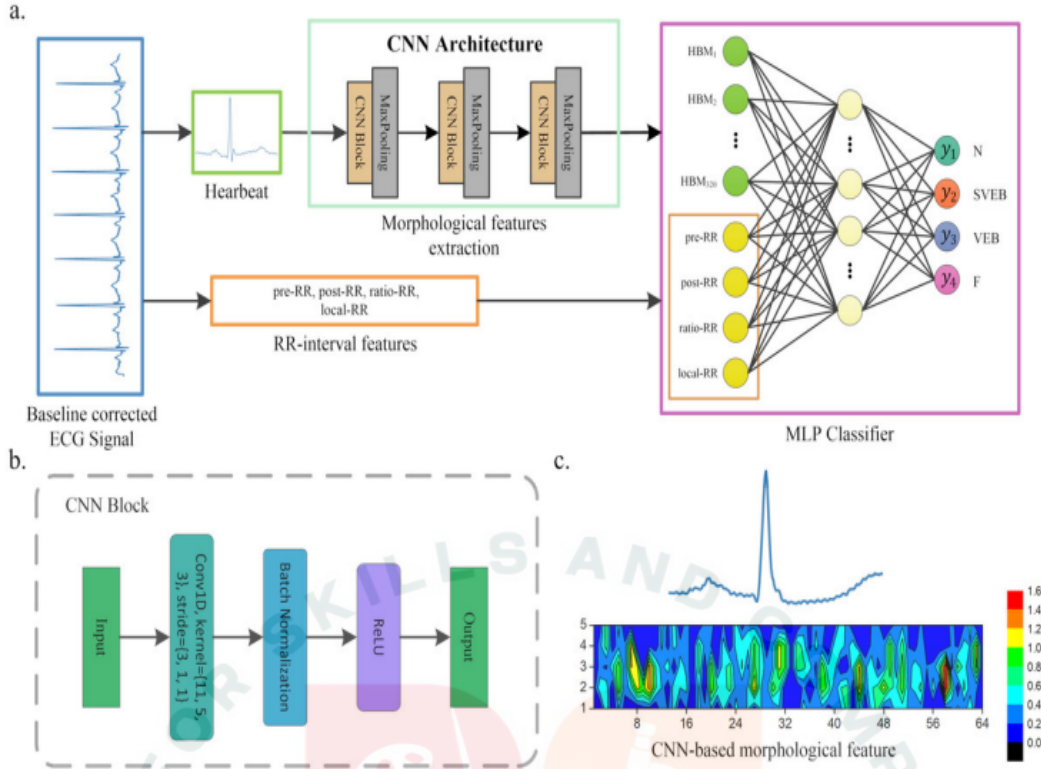 a.
CNN Architecture
CNN Block
MaxPooling
CNN Block
MaxPooling
CNN Block
MaxPooling
Hearbeat
Morphological features
extraction
pre-RR, post-RR, ratio-RR,
local-RR
RR-interval features
Baseline corrected
ECG Signal
HBM1
HBM2
HBM320
pre-RR
post-RR
ratio-RR
local-RR
y1 N
y2 SVEB
y3 VEB
y4 F
MLP Classifier
b.
CNN Block
Input
Conv1D, kernel={11, 5,
3}, stride={3, 1, 1}
Batch Normalization
ReLU
Output
c.
5
4
3
2
1
8 16 24 32 40 48 56 64
CNN-based morphological feature
1.6
1.4
1.2
1.0
0.8
0.6
0.4
0.2
0.0
FOR SKILLS AND